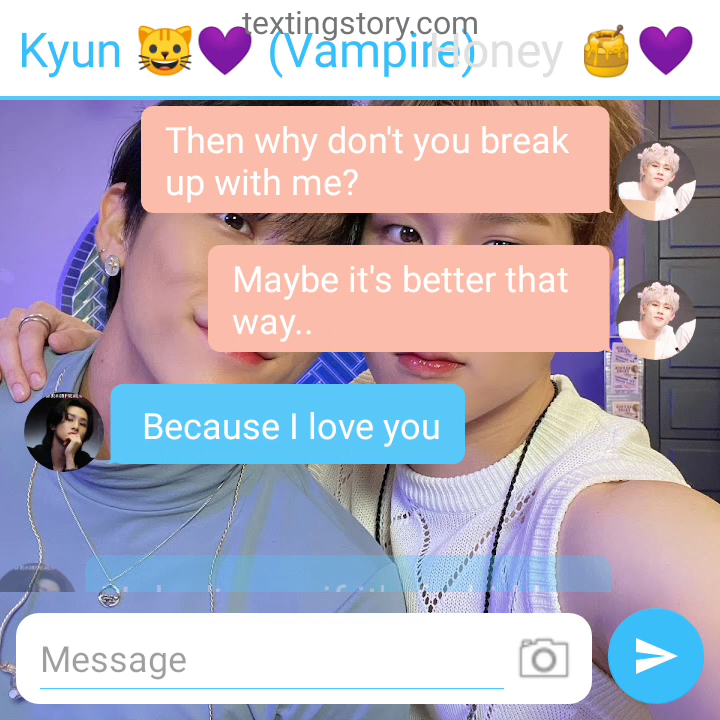 textingstory.com
Kyun 😺💜 (Vampire)
Honey 🍯💜
Then why don't you break
up with me?
Maybe it's better that
way..
Because I love you
Message